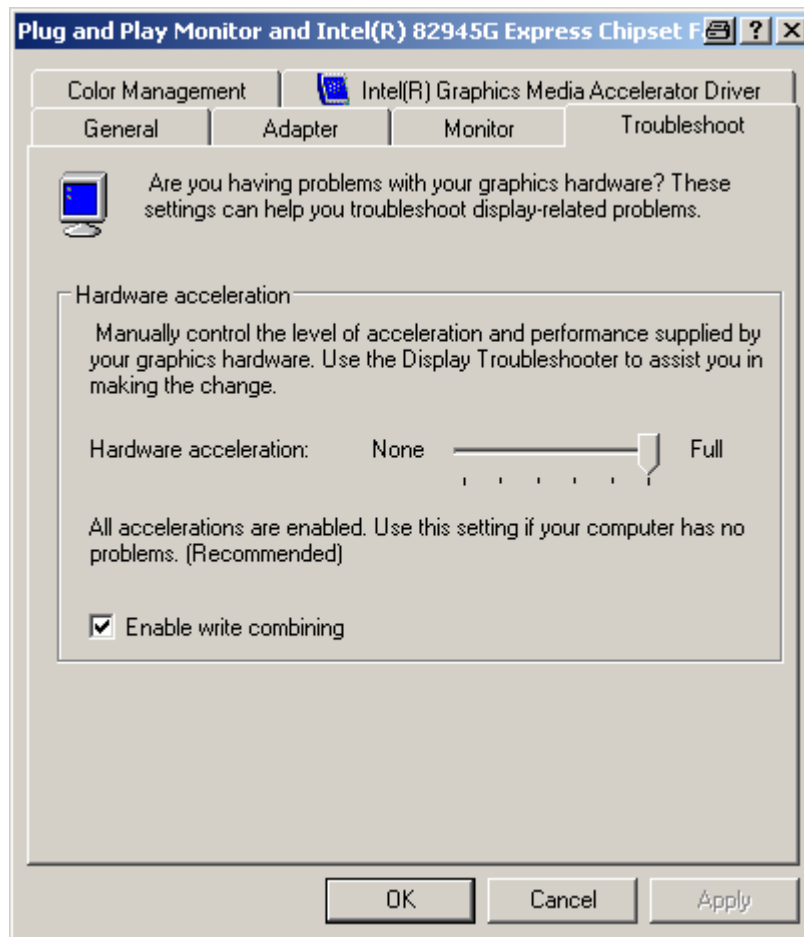 Plug and Play Monitor and Intel(R) 82945G Express Chipset F
Color Management Intel(R) Graphics Media Accelerator Driver
General Adapter Monitor Troubleshoot
Are you having problems with your graphics hardware? These
settings can help you troubleshoot display-related problems.
Hardware acceleration
Manually control the level of acceleration and performance supplied by
your graphics hardware. Use the Display Troubleshooter to assist you in
making the change.
Hardware acceleration: None Full
All accelerations are enabled. Use this setting if your computer has no
problems. (Recommended)
Enable write combining
OK Cancel Apply